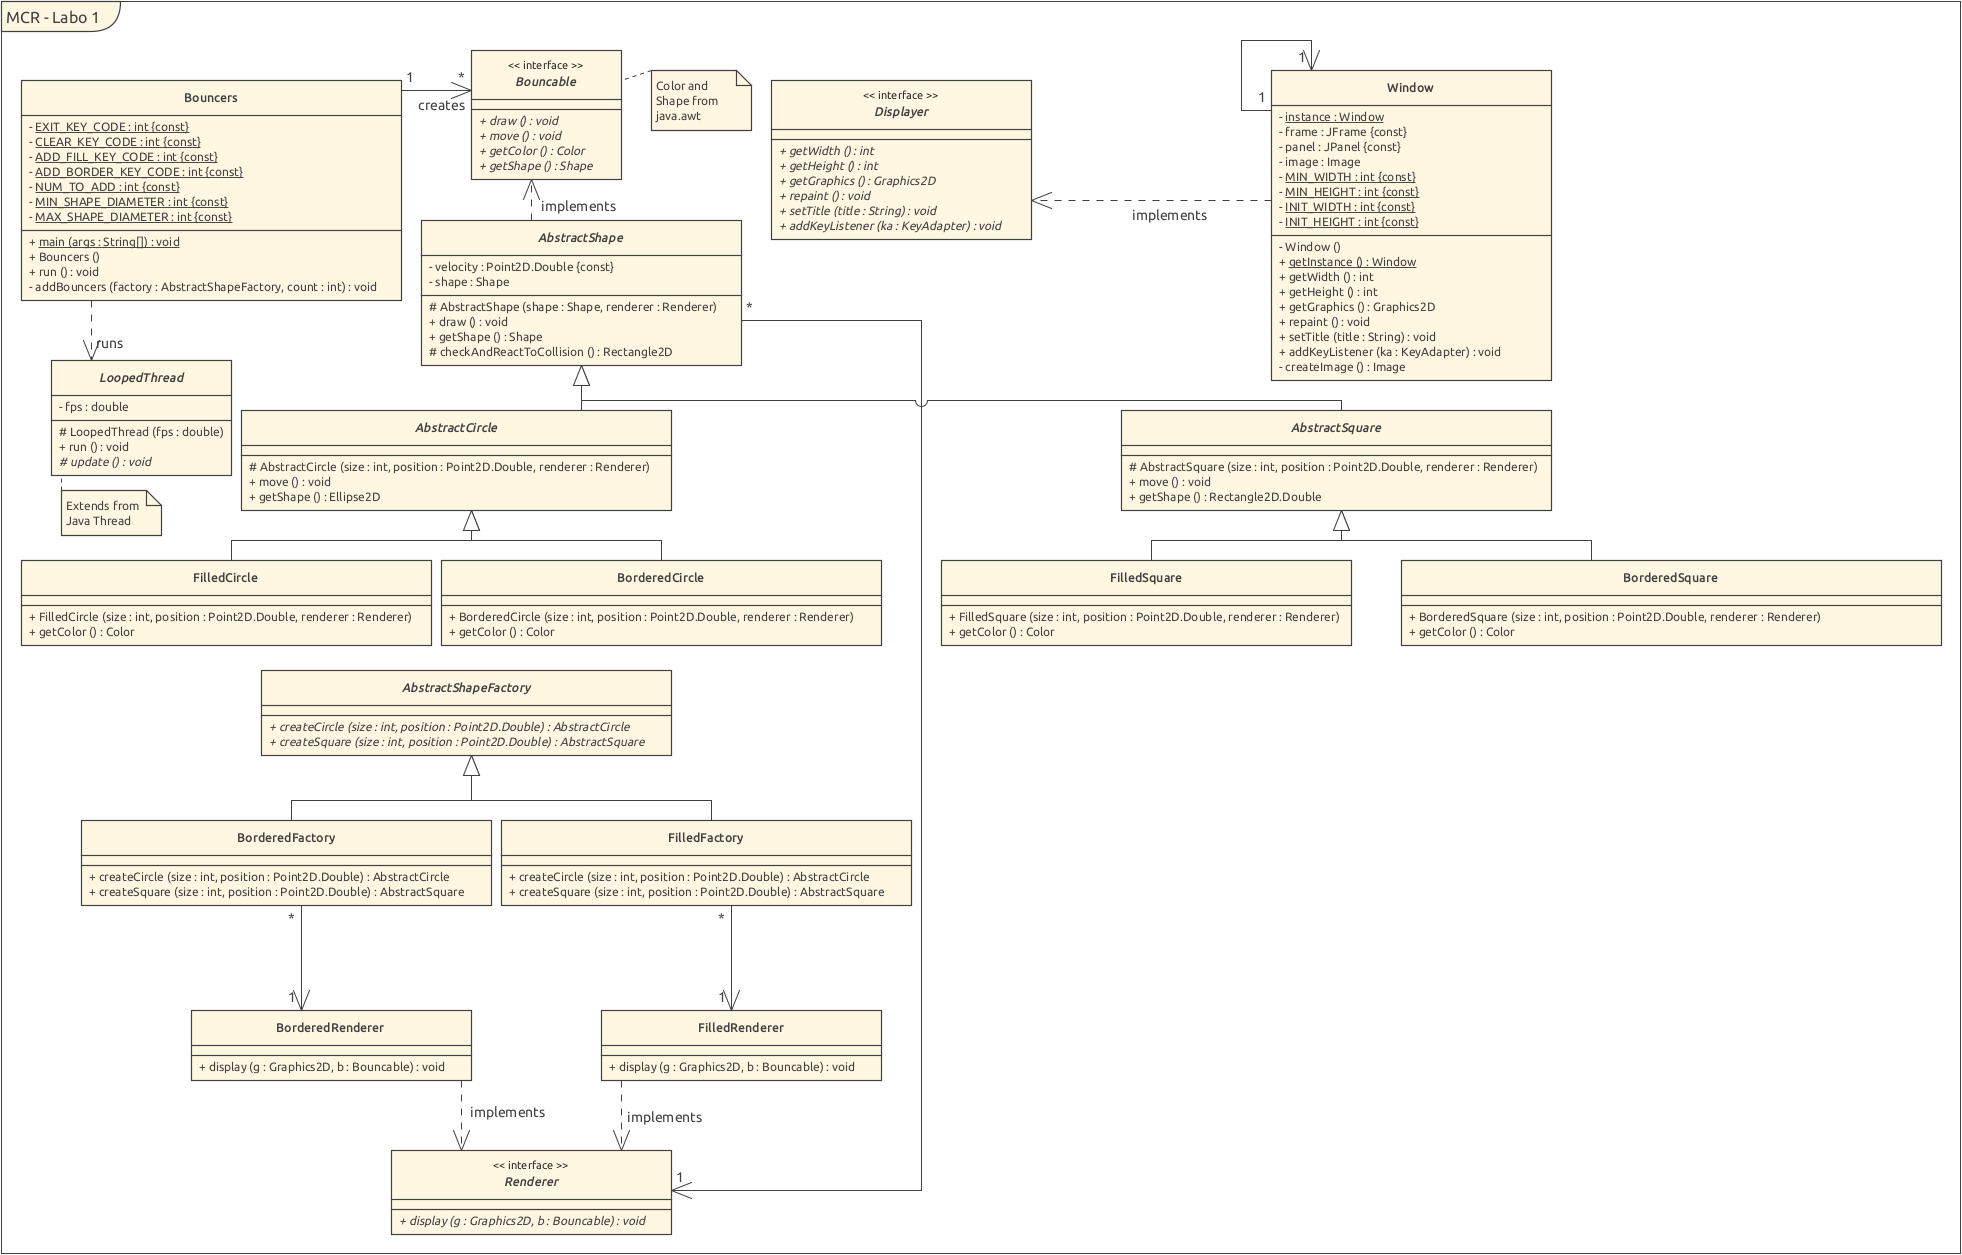 MCR - Labo 1
Bouncers
- EXIT_KEY_CODE : int {const}
- CLEAR_KEY_CODE : int {const}
- ADD_FILL_KEY_CODE : int {const}
- ADD_BORDER_KEY_CODE : int {const}
- NUM_TO_ADD : int {const}
- MIN_SHAPE_DIAMETER : int {const}
- MAX_SHAPE_DIAMETER : int {const}
+ main (args : String[]) : void
+ Bouncers ()
+ run () : void
- addBouncers (factory : AbstractShapeFactory, count : int) : void
1
*
creates
<< interface >>
Bouncable
+ draw () : void
+ move () : void
+ getColor () : Color
+ getShape () : Shape
Color and
Shape from
java.awt
<< interface >>
Displayer
+ getWidth () : int
+ getHeight () : int
+ getGraphics () : Graphics2D
+ repaint () : void
+ setTitle (title : String) : void
+ addKeyListener (ka : KeyAdapter) : void
implements
1
1
Window
- instance : Window
- frame : JFrame {const}
- panel : JPanel {const}
- image : Image
- MIN_WIDTH : int {const}
- MIN_HEIGHT : int {const}
- INIT_WIDTH : int {const}
- INIT_HEIGHT : int {const}
- Window ()
+ getInstance () : Window
+ getWidth () : int
+ getHeight () : int
+ getGraphics () : Graphics2D
+ repaint () : void
+ setTitle (title : String) : void
+ addKeyListener (ka : KeyAdapter) : void
- createImage () : Image
implements
AbstractShape
- velocity : Point2D.Double {const}
- shape : Shape
# AbstractShape (shape : Shape, renderer : Renderer)
+ draw () : void
+ getShape () : Shape
# checkAndReactToCollision () : Rectangle2D
*
runs
LoopedThread
- fps : double
# LoopedThread (fps : double)
+ run () : void
# update () : void
Extends from
Java Thread
AbstractCircle
# AbstractCircle (size : int, position : Point2D.Double, renderer : Renderer)
+ move () : void
+ getShape () : Ellipse2D
AbstractSquare
# AbstractSquare (size : int, position : Point2D.Double, renderer : Renderer)
+ move () : void
+ getShape () : Rectangle2D.Double
FilledCircle
+ FilledCircle (size : int, position : Point2D.Double, renderer : Renderer)
+ getColor () : Color
BorderedCircle
+ BorderedCircle (size : int, position : Point2D.Double, renderer : Renderer)
+ getColor () : Color
FilledSquare
+ FilledSquare (size : int, position : Point2D.Double, renderer : Renderer)
+ getColor () : Color
BorderedSquare
+ BorderedSquare (size : int, position : Point2D.Double, renderer : Renderer)
+ getColor () : Color
AbstractShapeFactory
+ createCircle (size : int, position : Point2D.Double) : AbstractCircle
+ createSquare (size : int, position : Point2D.Double) : AbstractSquare
BorderedFactory
+ createCircle (size : int, position : Point2D.Double) : AbstractCircle
+ createSquare (size : int, position : Point2D.Double) : AbstractSquare
FilledFactory
+ createCircle (size : int, position : Point2D.Double) : AbstractCircle
+ createSquare (size : int, position : Point2D.Double) : AbstractSquare
*
*
1
1
BorderedRenderer
+ display (g : Graphics2D, b : Bouncable) : void
FilledRenderer
+ display (g : Graphics2D, b : Bouncable) : void
implements
implements
<< interface >>
Renderer
+ display (g : Graphics2D, b : Bouncable) : void
1